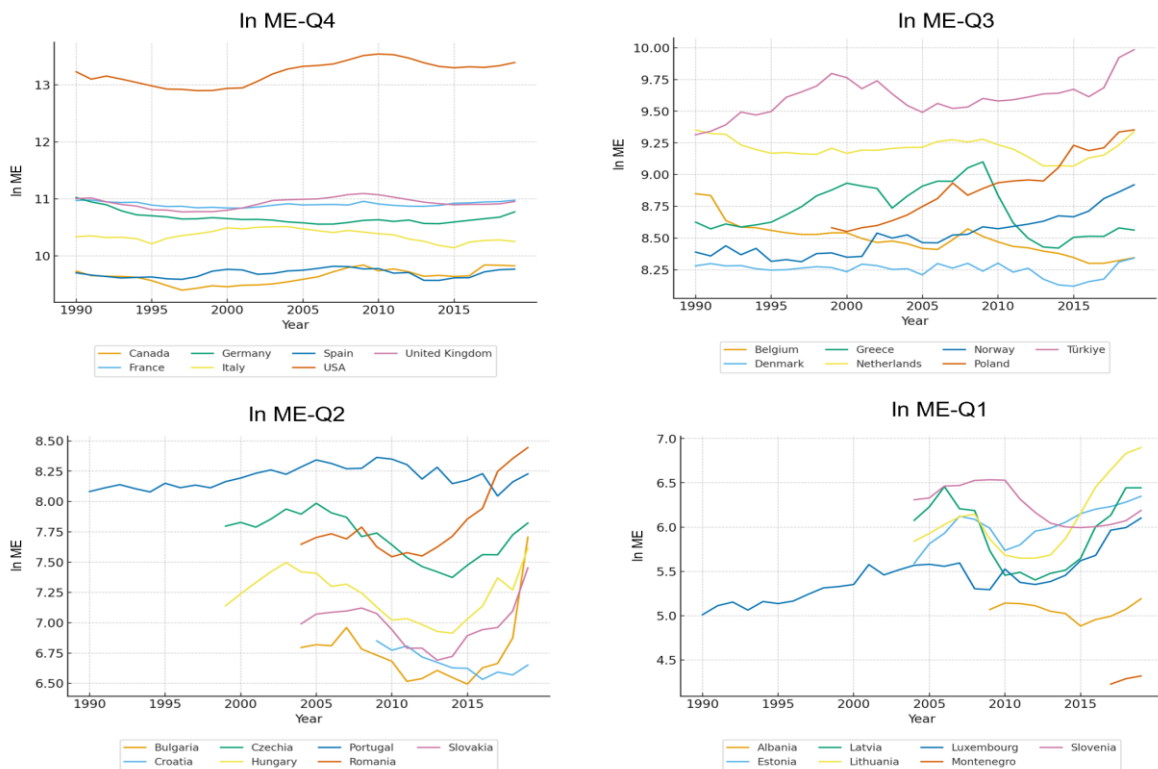 ln ME-Q4
ln ME
13
12
11
10
1990 1995 2000 2005 2010 2015
Year
Canada Germany Spain United Kingdom
France Italy USA
ln ME-Q3
ln ME
10.00
9.75
9.50
9.25
9.00
8.75
8.50
8.25
1990 1995 2000 2005 2010 2015
Year
Belgium Greece Norway Türkiye
Denmark Netherlands Poland
ln ME-Q2
ln ME
8.50
8.25
8.00
7.75
7.50
7.25
7.00
6.75
6.50
1990 1995 2000 2005 2010 2015
Year
Bulgaria Czechia Portugal Slovakia
Croatia Hungary Romania
ln ME-Q1
ln ME
7.0
6.5
6.0
5.5
5.0
4.5
1990 1995 2000 2005 2010 2015
Year
Albania Latvia Luxembourg Slovenia
Estonia Lithuania Montenegro